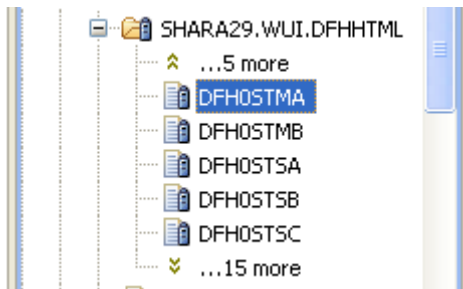 SHARA29.WUI.DFHHTML
...5 more
DFH0STMA
DFH0STMB
DFH0STSA
DFH0STSB
DFH0STSC
...15 more